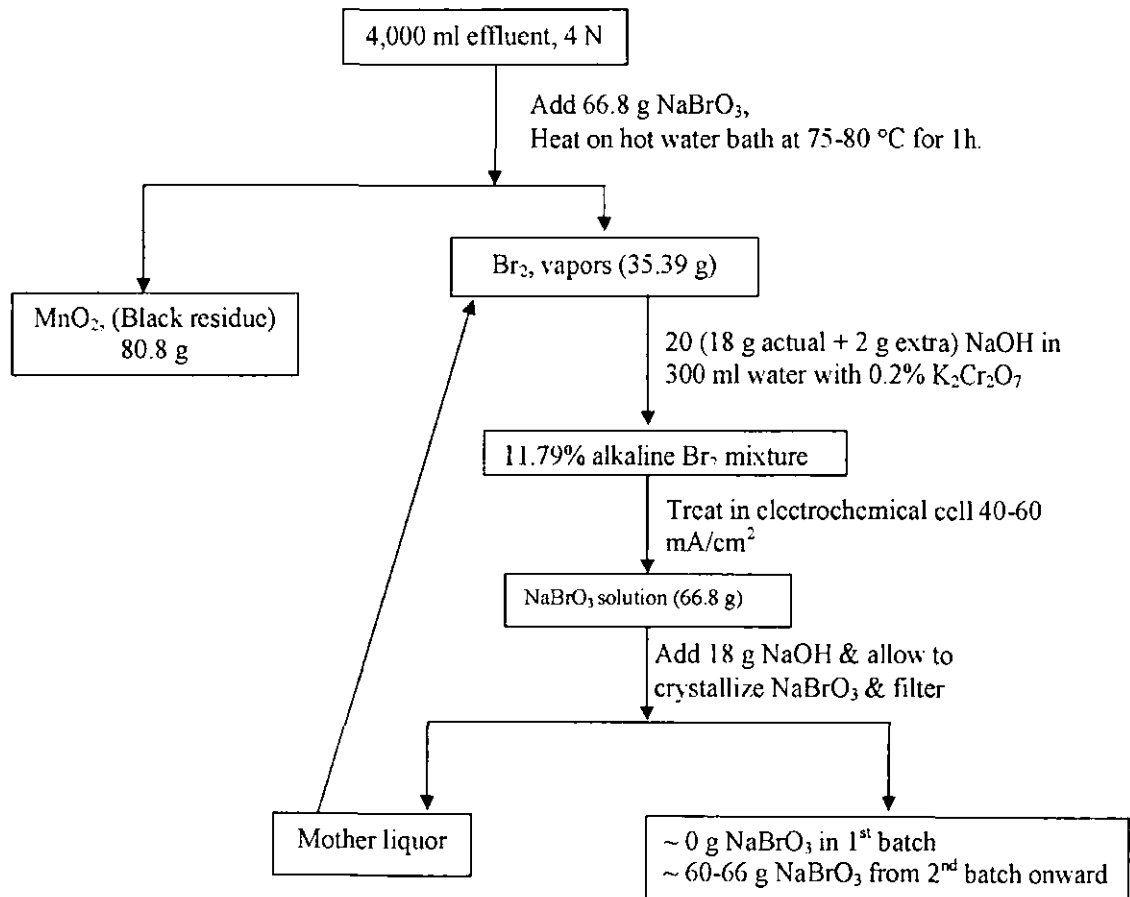 4,000 ml effluent, 4 N
Add 66.8 g NaBrO₃,
Heat on hot water bath at 75-80 °C for 1h.
Br₂, vapors (35.39 g)
MnO₂, (Black residue)
80.8 g
20 (18 g actual + 2 g extra) NaOH in
300 ml water with 0.2% K₂Cr₂O₇
11.79% alkaline Br₂ mixture
Treat in electrochemical cell 40-60
mA/cm²
NaBrO₃ solution (66.8 g)
Add 18 g NaOH & allow to
crystallize NaBrO₃ & filter
Mother liquor
~ 0 g NaBrO₃ in 1ˢᵗ batch
~ 60-66 g NaBrO₃ from 2ⁿᵈ batch onward